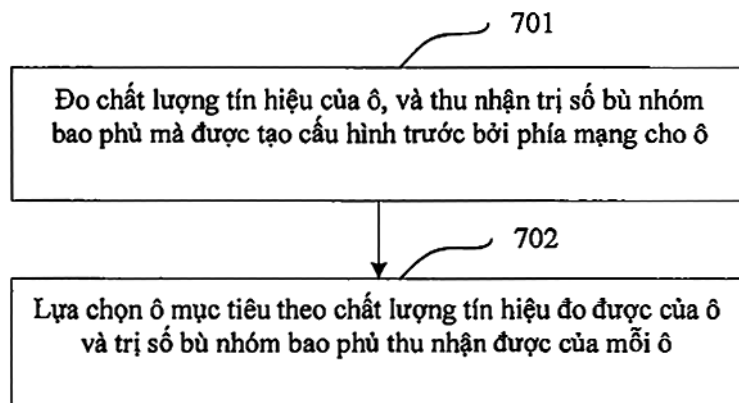 701
Đo chất lượng tín hiệu của ô, và thu nhận trị số bù nhóm
bao phủ mà được tạo cấu hình trước bởi phía mạng cho ô
702
Lựa chọn ô mục tiêu theo chất lượng tín hiệu đo được của ô
và trị số bù nhóm bao phủ thu nhận được của mỗi ô